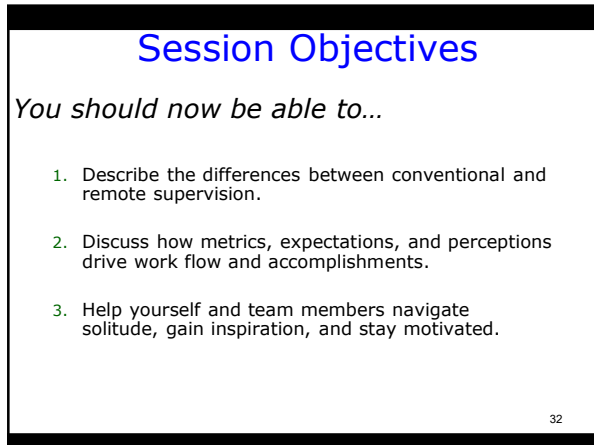 Session Objectives
You should now be able to…
1. Describe the differences between conventional and
remote supervision.
2. Discuss how metrics, expectations, and perceptions
drive work flow and accomplishments.
3. Help yourself and team members navigate
solitude, gain inspiration, and stay motivated.
32